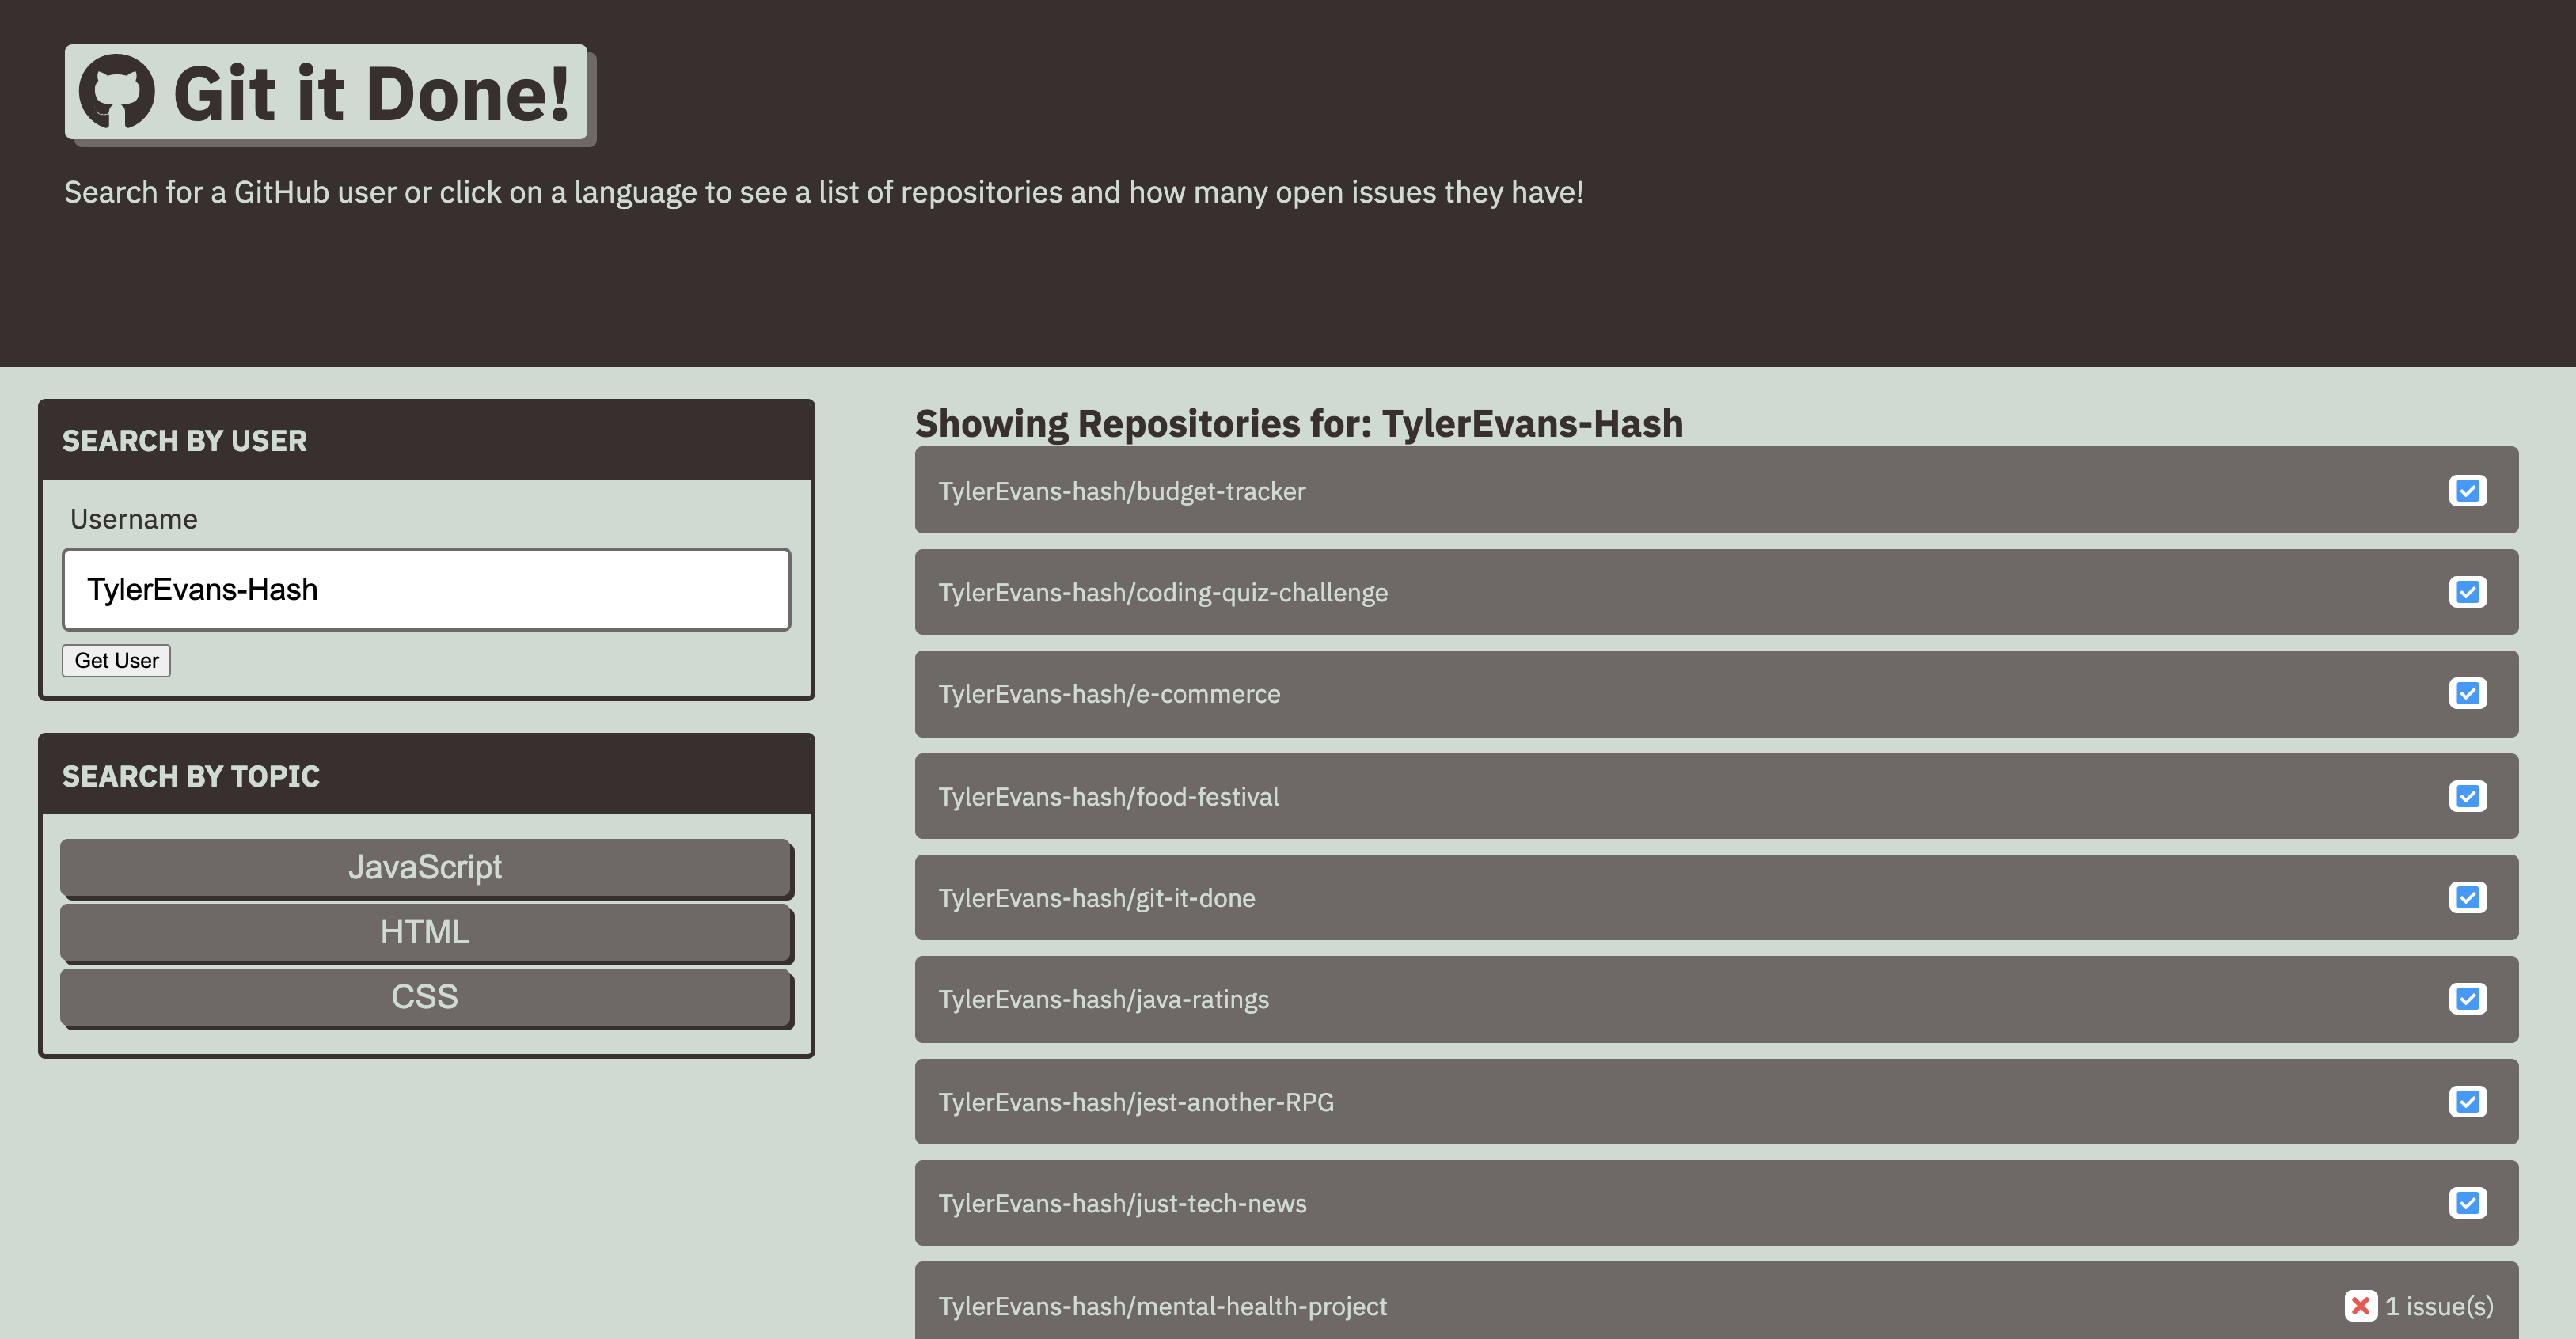 Git it Done!
Search for a GitHub user or click on a language to see a list of repositories and how many open issues they have!
SEARCH BY USER
Username
TylerEvans-Hash
Get User
SEARCH BY TOPIC
JavaScript
HTML
CSS
Showing Repositories for: TylerEvans-Hash
TylerEvans-hash/budget-tracker
TylerEvans-hash/coding-quiz-challenge
TylerEvans-hash/e-commerce
TylerEvans-hash/food-festival
TylerEvans-hash/git-it-done
TylerEvans-hash/java-ratings
TylerEvans-hash/jest-another-RPG
TylerEvans-hash/just-tech-news
TylerEvans-hash/mental-health-project 1 issue(s)